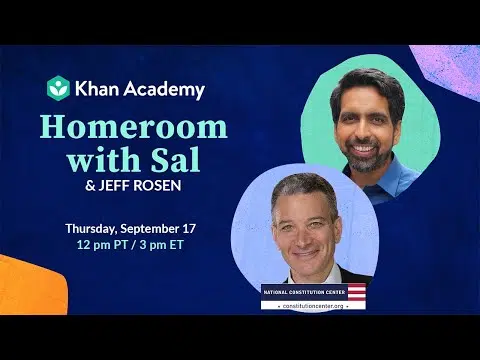 Khan Academy
Homeroom
with Sal
& JEFF ROSEN
Thursday, September 17
12 pm PT / 3 pm ET
NATIONAL CONSTITUTION CENTER
• constitutioncenter.org •